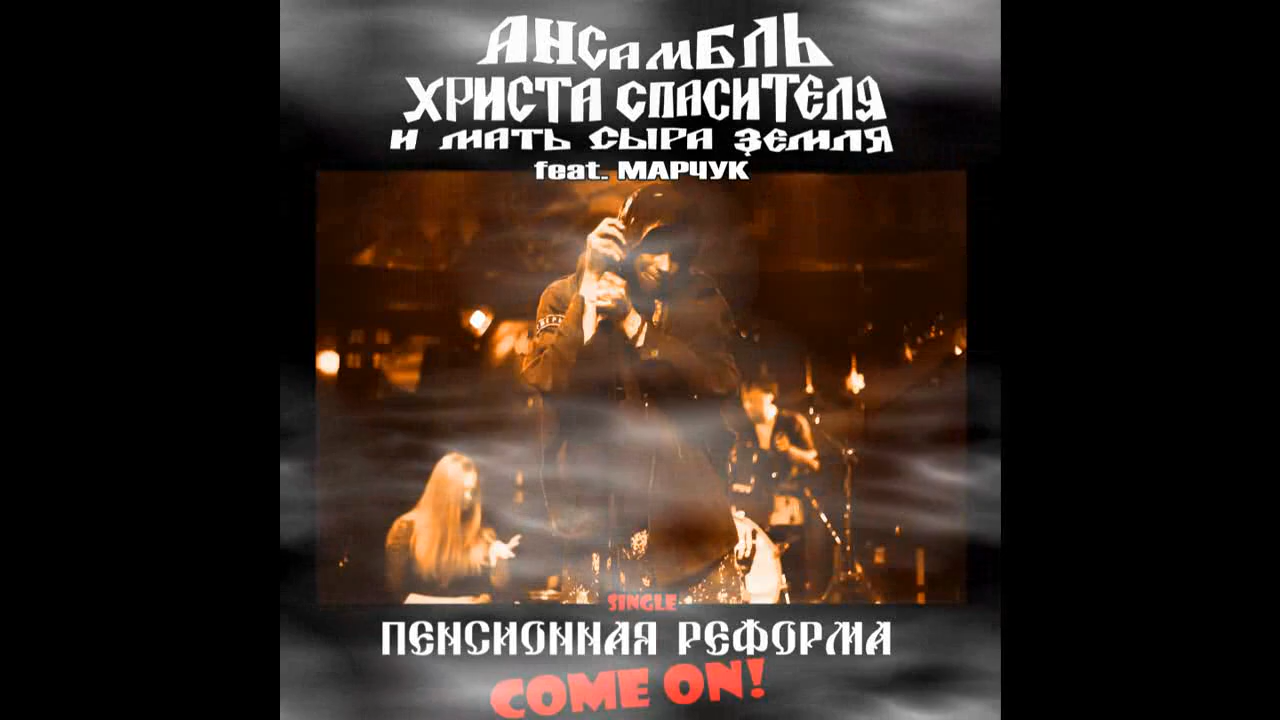 АНСАМБЛЬ
ХРИСТА СПАСИТЕЛЯ
И МАТЬ СЫРА ЗЕМЛЯ
feat. МАРЧУК
SINGLE
ПЕНСИОННАЯ РЕФОРМА
COME ON!